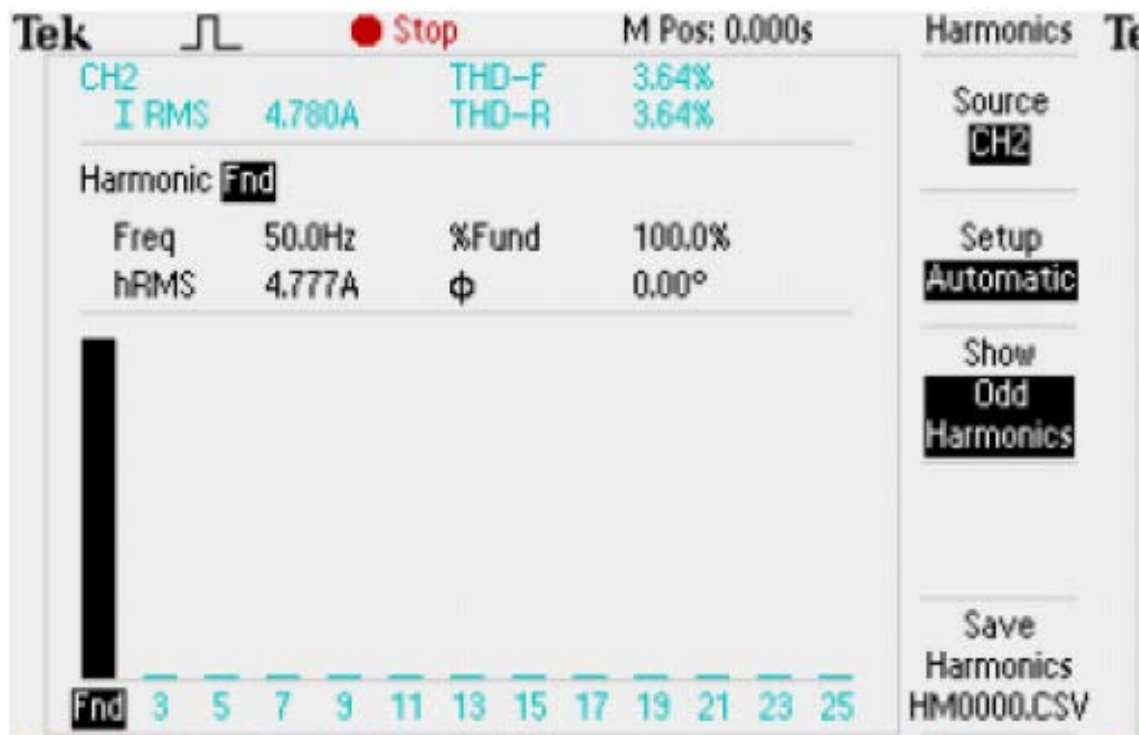 Tek Stop M Pos: 0.000s Harmonics Te
CH2 THD-F 3.64%
I RMS 4.780A THD-R 3.64%
Source
CH2
Harmonic Fnd
Freq 50.0Hz %Fund 100.0%
hRMS 4.777A Φ 0.00°
Setup
Automatic
Show
Odd
Harmonics
Save
Harmonics
HM0000.CSV
Fnd 3 5 7 9 11 13 15 17 19 21 23 25